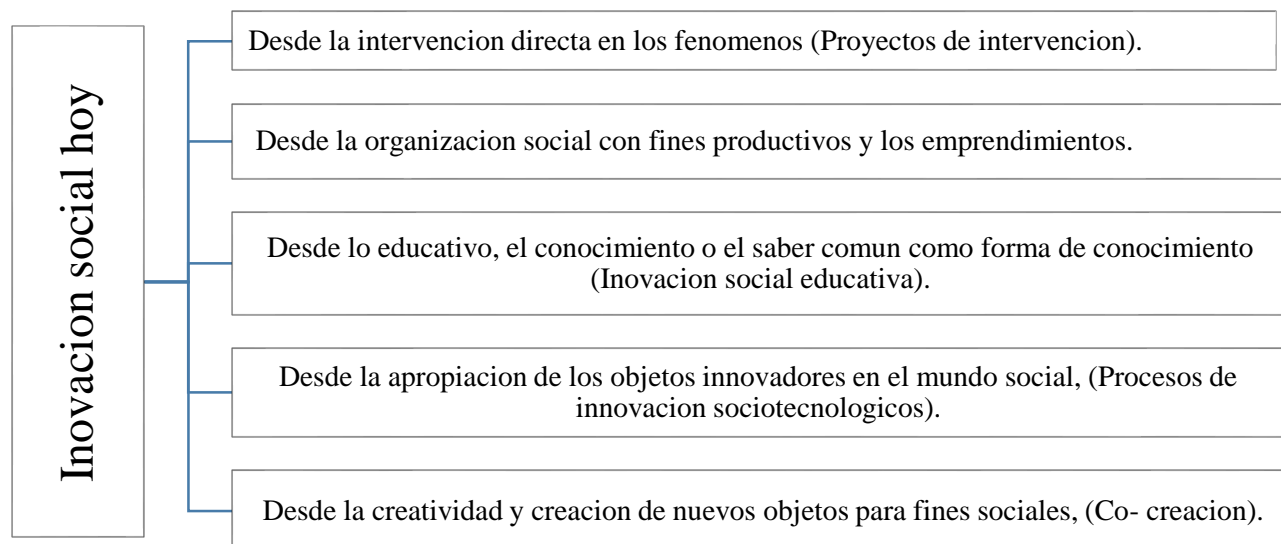 Inovacion social hoy
Desde la intervencion directa en los fenomenos (Proyectos de intervencion).
Desde la organizacion social con fines productivos y los emprendimientos.
Desde lo educativo, el conocimiento o el saber comun como forma de conocimiento
(Inovacion social educativa).
Desde la apropiacion de los objetos innovadores en el mundo social, (Procesos de
innovacion sociotecnologicos).
Desde la creatividad y creacion de nuevos objetos para fines sociales, (Co- creacion).